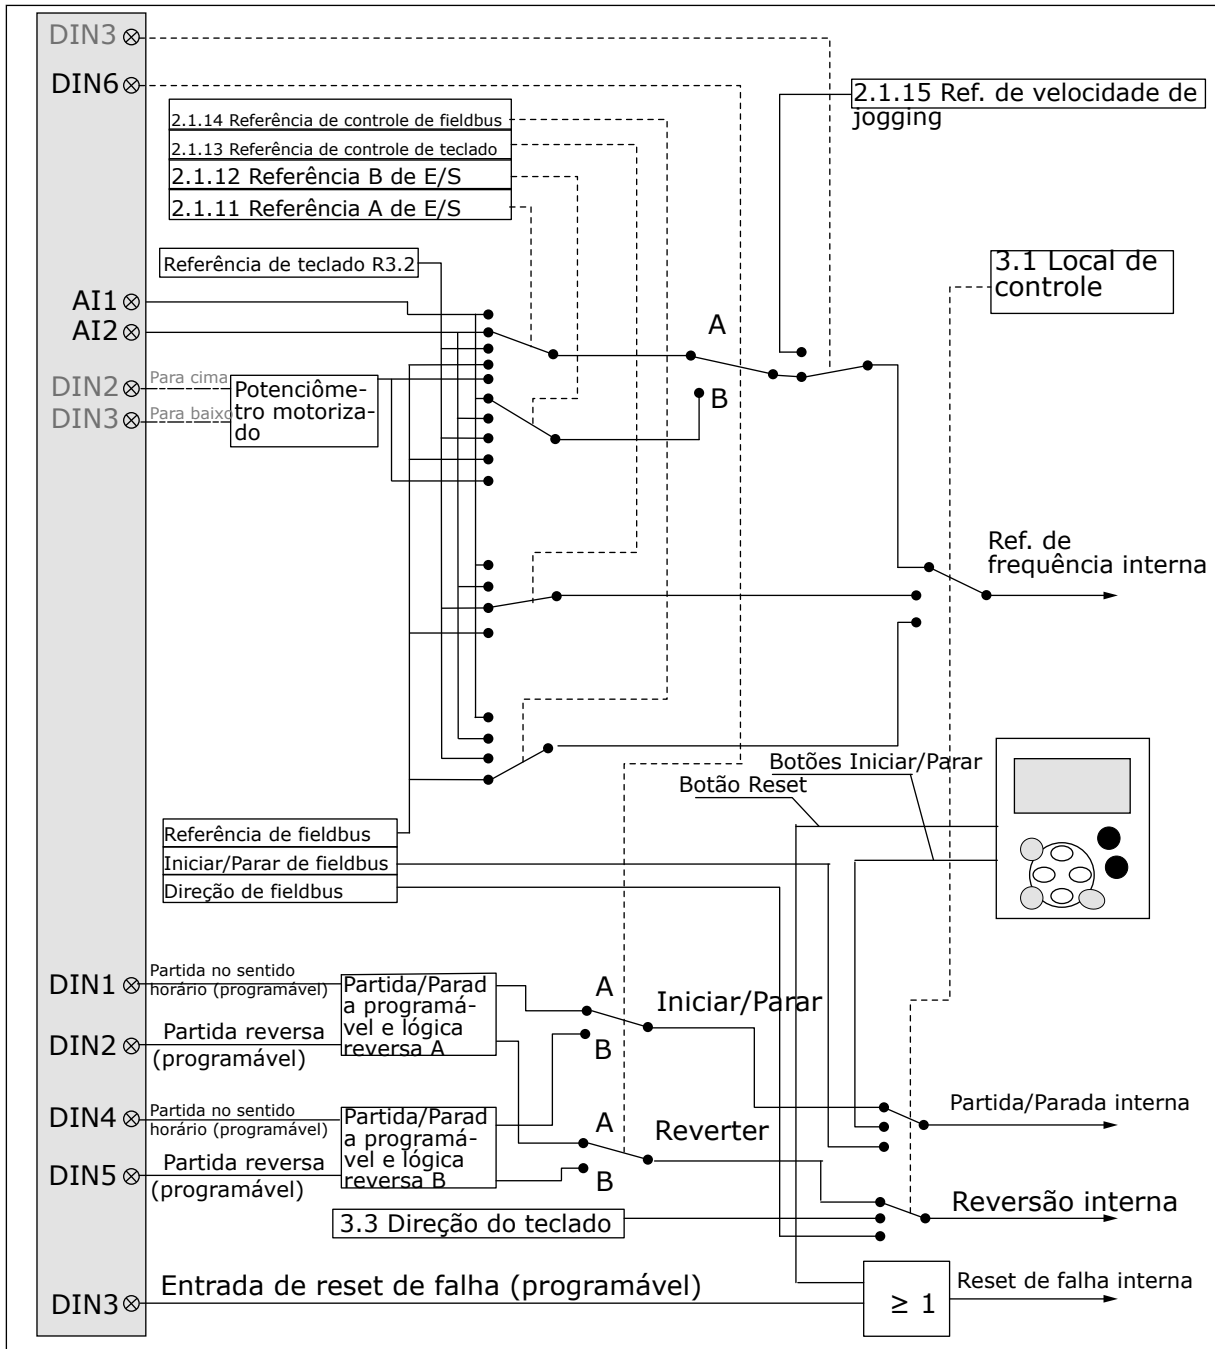 DIN3
DIN6
2.1.15 Ref. de velocidade de
jogging
2.1.14 Referência de controle de fieldbus
2.1.13 Referência de controle de teclado
2.1.12 Referência B de E/S
2.1.11 Referência A de E/S
Referência de teclado R3.2
3.1 Local de
controle
AI1
AI2
A
B
DIN2
Para cima
DIN3
Para baixo
Potenciôme-
tro motoriza-
do
Ref. de
frequência interna
Botões Iniciar/Parar
Botão Reset
Referência de fieldbus
Iniciar/Parar de fieldbus
Direção de fieldbus
DIN1
Partida no sentido
horário (programável)
DIN2
Partida reversa
(programável)
Partida/Parad
a programá-
vel e lógica
reversa A
A
B
Iniciar/Parar
DIN4
Partida no sentido
horário (programável)
DIN5
Partida reversa
(programável)
Partida/Parad
a programá-
vel e lógica
reversa B
A
B
Reverter
Partida/Parada interna
3.3 Direção do teclado
Reversão interna
DIN3
Entrada de reset de falha (programável)
≥ 1
Reset de falha interna